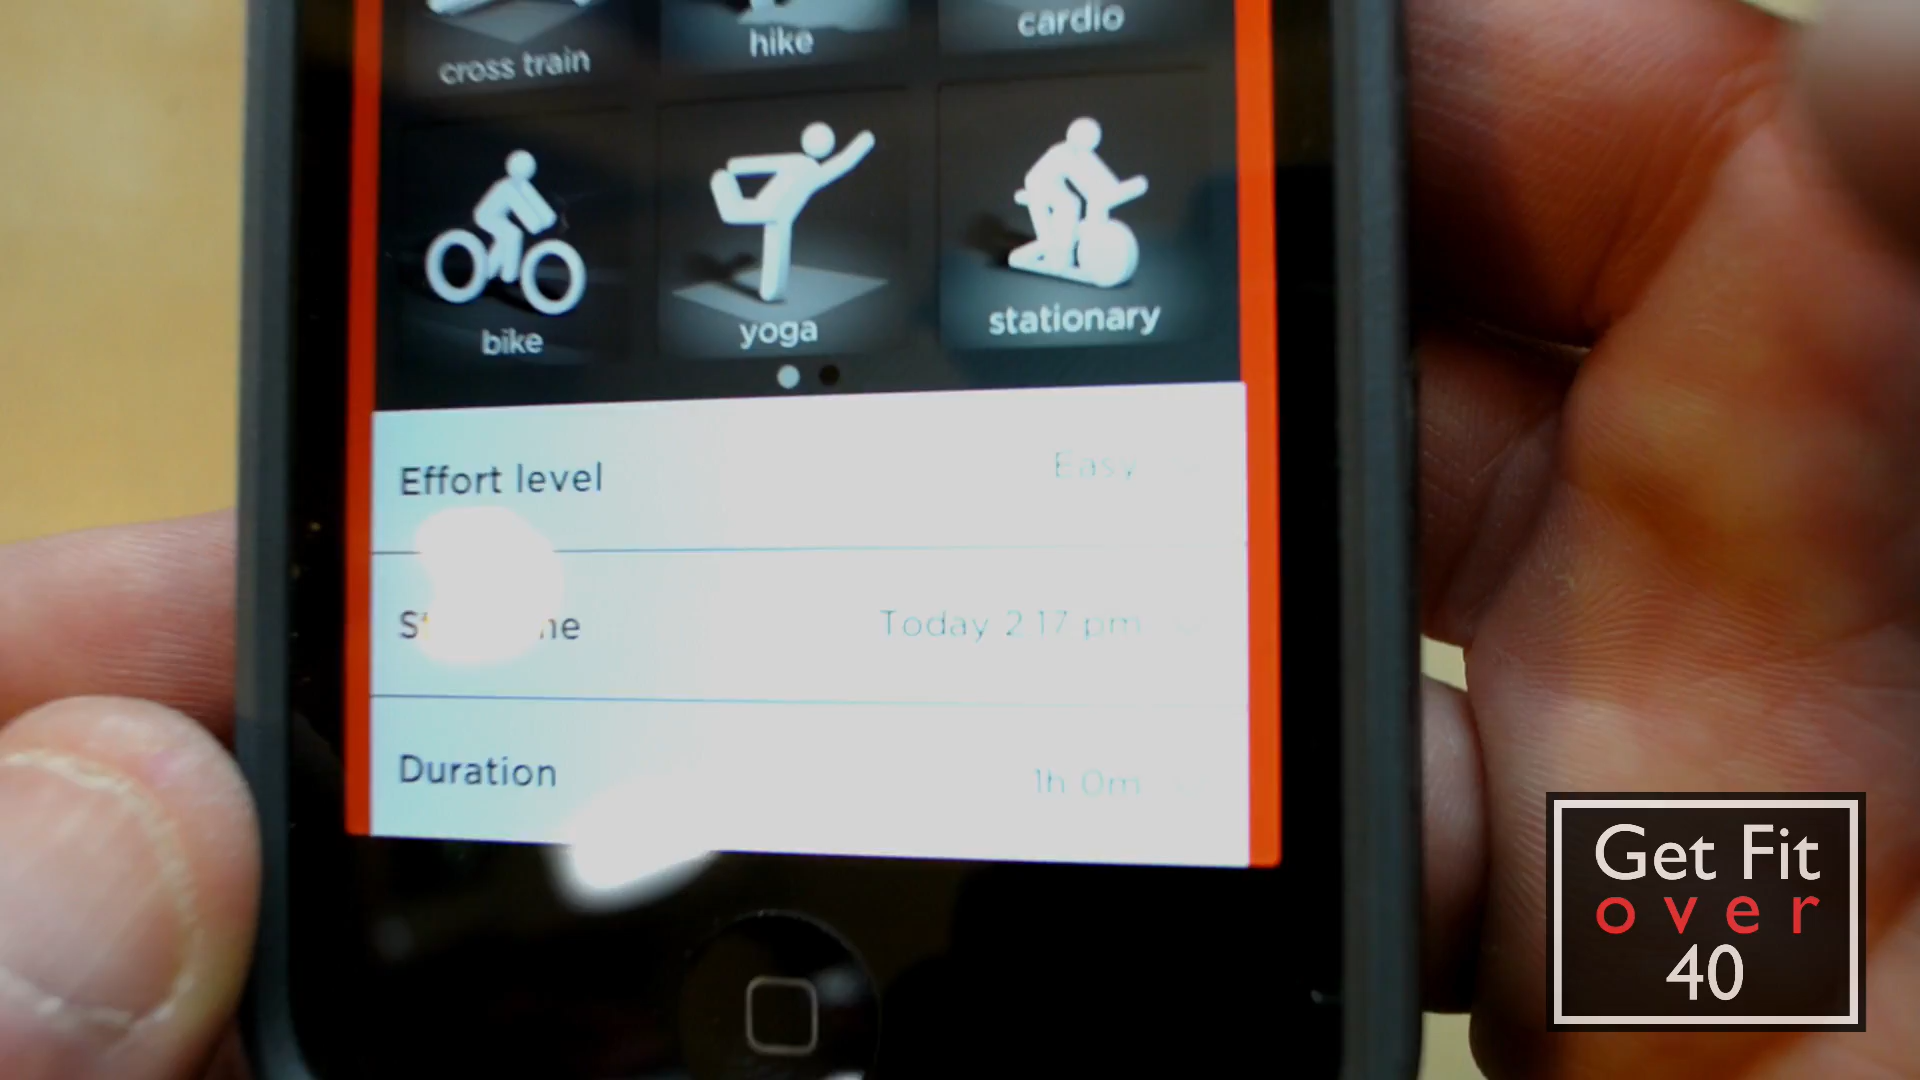 cross train
hike
cardio
bike
yoga
stationary
Effort level
Easy
Today 2 17 pm
Duration
1h 0m
Get Fit
over
40